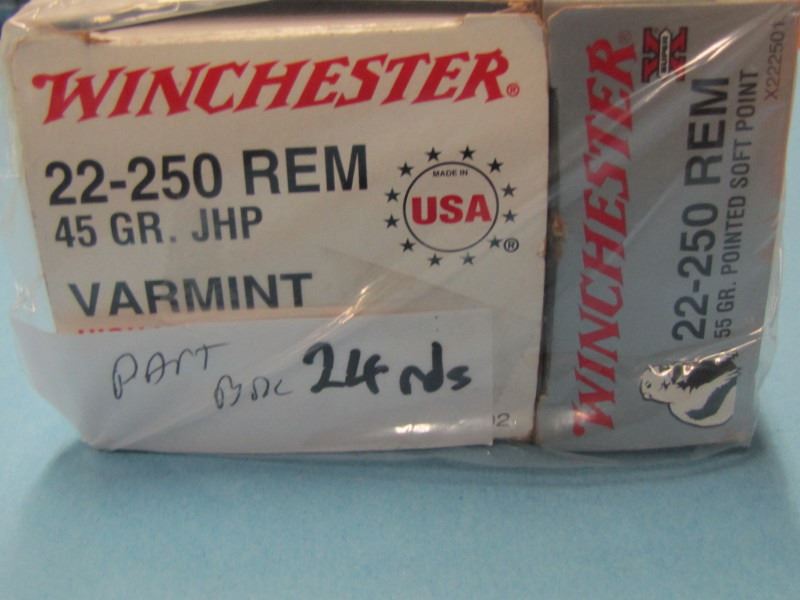 WINCHESTER®
22-250 REM
45 GR. JHP
VARMINT
MADE IN
USA
®
PART
BOX 24 rds
WINCHESTER
SUPER X
22-250 REM
55 GR. POINTED SOFT POINT
X222501